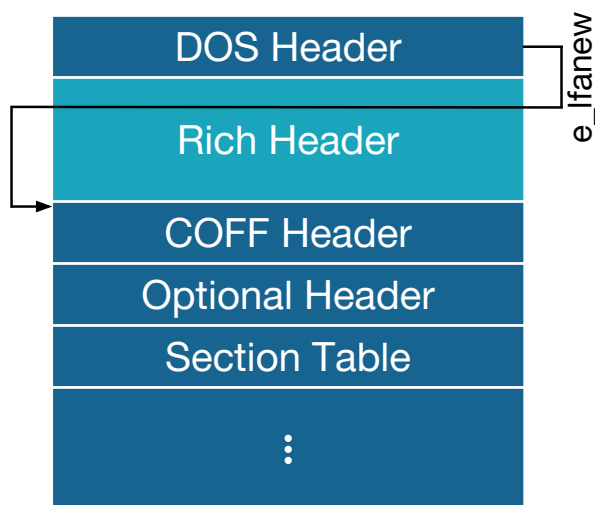 DOS Header
e_lfanew
Rich Header
COFF Header
Optional Header
Section Table